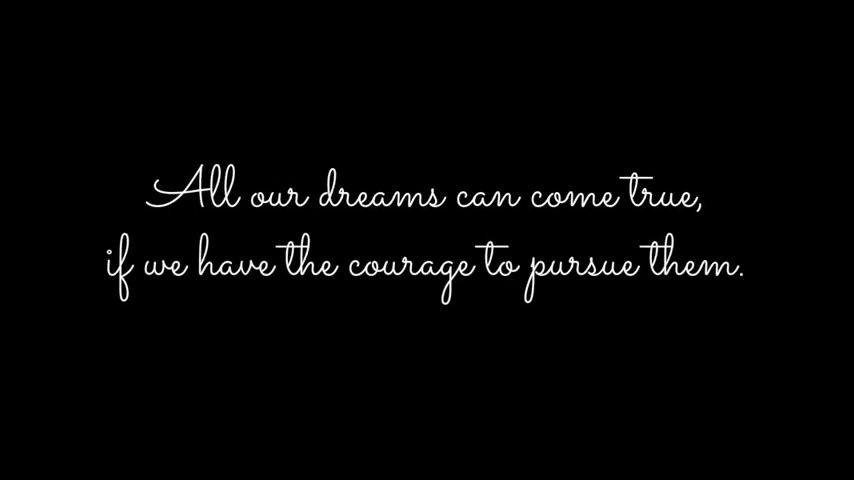 All our dreams can come true,
if we have the courage to pursue them.